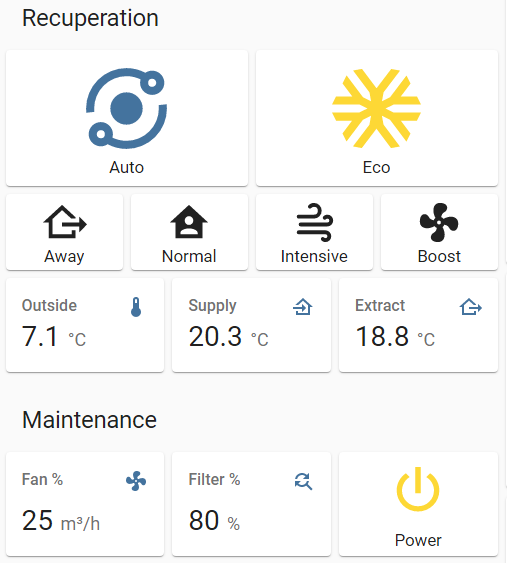 Recuperation
Auto
Eco
Away
Normal
Intensive
Boost
Outside
7.1 °C
Supply
20.3 °C
Extract
18.8 °C
Maintenance
Fan %
25 m³/h
Filter %
80 %
Power